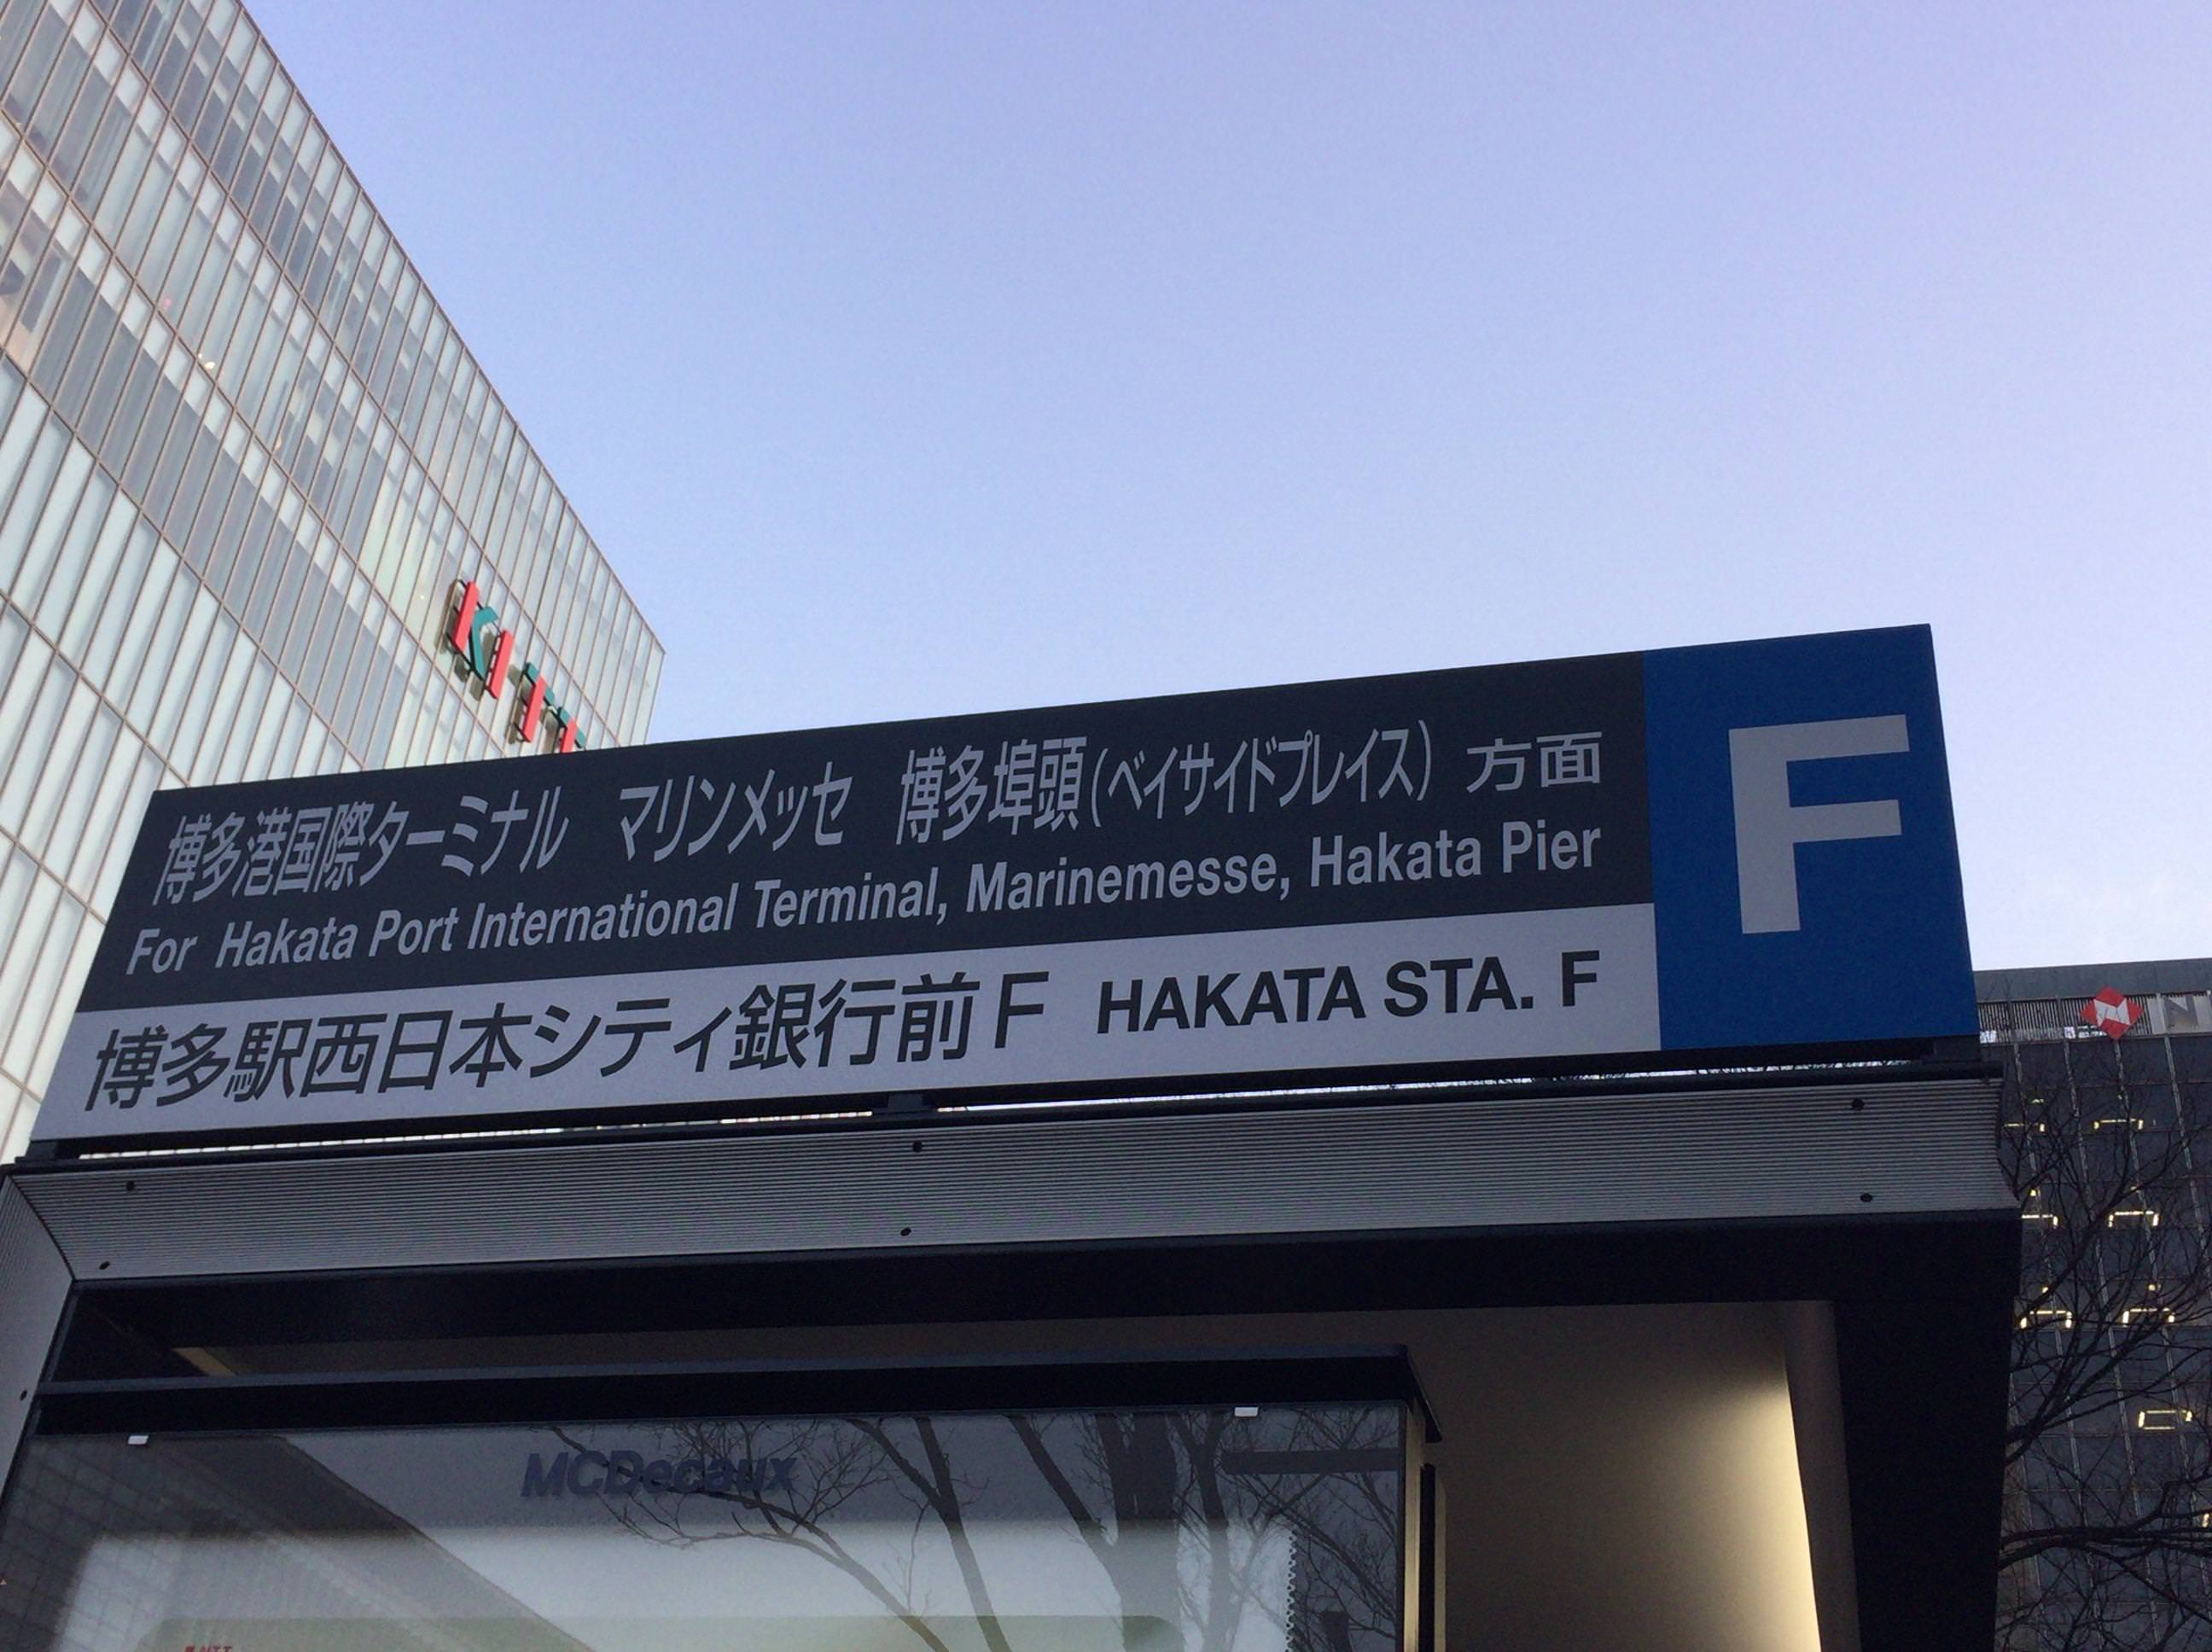 KITT
博多港国際ターミナル　マリンメッセ　博多埠頭(ベイサイドプレイス) 方面
For Hakata Port International Terminal, Marinemesse, Hakata Pier
F
博多駅西日本シティ銀行前F HAKATA STA. F
N
MCDecaux